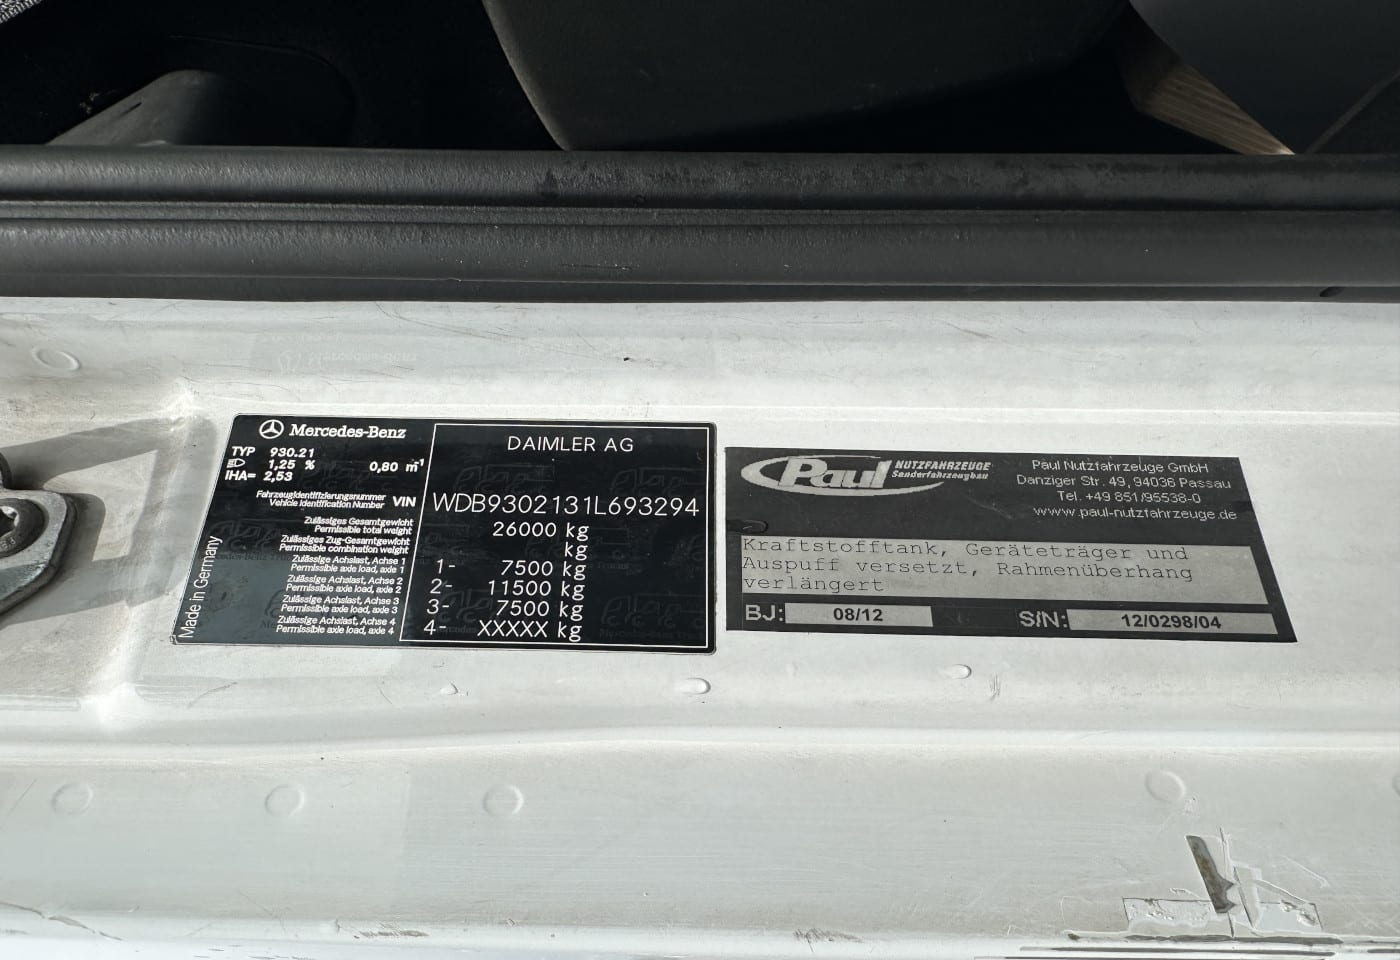 Mercedes-Benz
TYP 930.21
1,25 % 0,80 m⁻¹
IHA= 2,53
Fahrzeugidentifizierungsnummer
Vehicle Identification Number VIN
Zulässiges Gesamtgewicht
Permissible total weight
Zulässiges Zug-Gesamtgewicht
Permissible combination weight
Zulässige Achslast, Achse 1
Permissible axle load, axle 1
Zulässige Achslast, Achse 2
Permissible axle load, axle 2
Zulässige Achslast, Achse 3
Permissible axle load, axle 3
Zulässige Achslast, Achse 4
Permissible axle load, axle 4
Made in Germany
DAIMLER AG
WDB9302131L693294
26000 kg
kg
1- 7500 kg
2- 11500 kg
3- 7500 kg
4- XXXXX kg
Paul NUTZFAHRZEUGE
Sonderfahrzeugbau
Paul Nutzfahrzeuge GmbH
Danziger Str. 49, 94036 Passau
Tel. +49 851/95538-0
www.paul-nutzfahrzeuge.de
Kraftstofftank, Geräteträger und
Auspuff versetzt, Rahmenüberhang
verlängert
BJ: 08/12 S/N: 12/0298/04